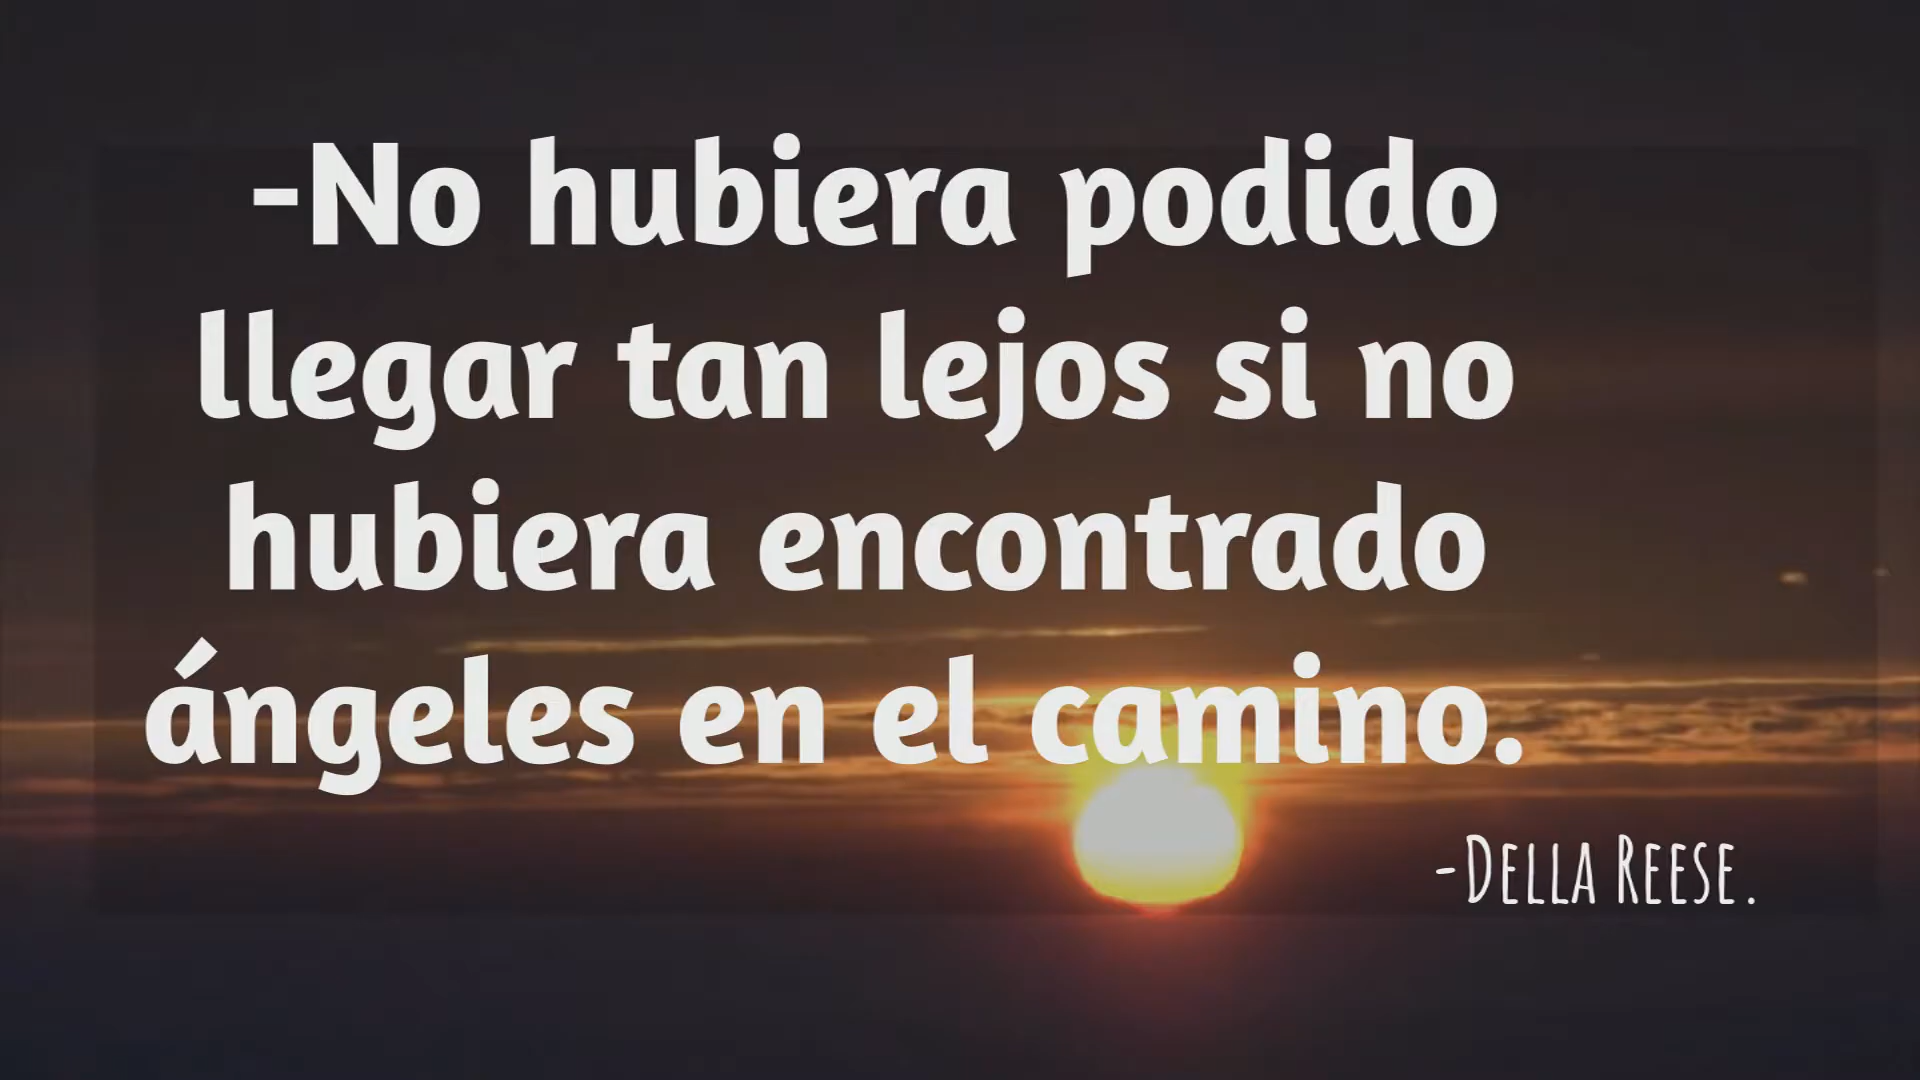 -No hubiera podido
llegar tan lejos si no
hubiera encontrado
ángeles en el camino.
-Della Reese.